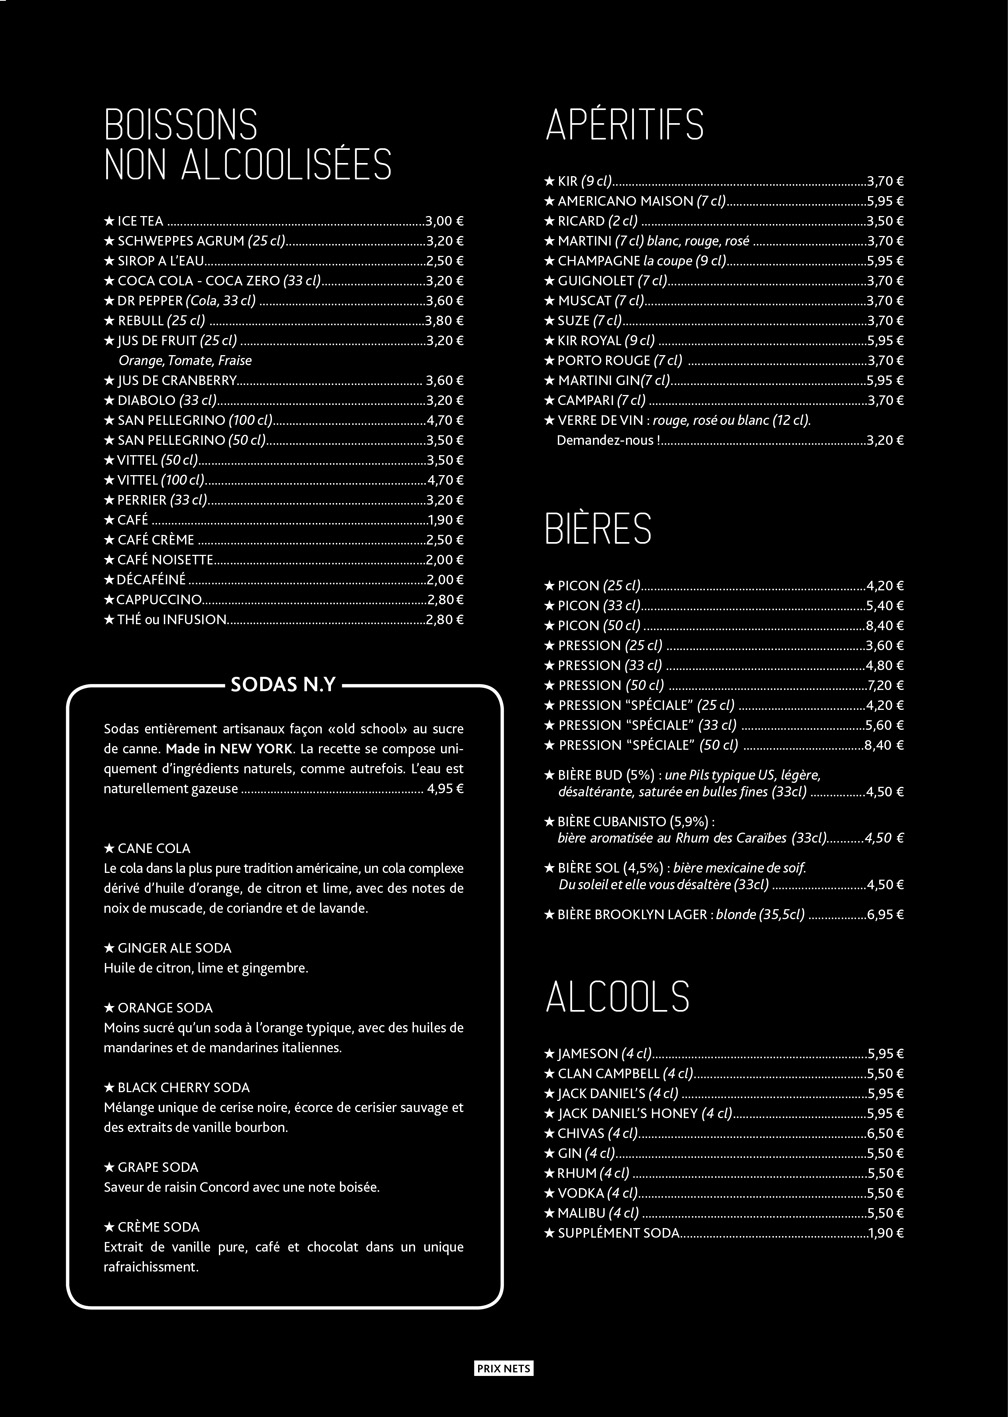 BOISSONS
NON ALCOOLISÉES
★ ICE TEA ...............................................................................3,00 €
★ SCHWEPPES AGRUM (25 cl)...........................................3,20 €
★ SIROP A L’EAU....................................................................2,50 €
★ COCA COLA - COCA ZERO (33 cl)................................3,20 €
★ DR PEPPER (Cola, 33 cl) ...................................................3,60 €
★ REBULL (25 cl) ..................................................................3,80 €
★ JUS DE FRUIT (25 cl) .........................................................3,20 €
Orange, Tomate, Fraise
★ JUS DE CRANBERRY......................................................... 3,60 €
★ DIABOLO (33 cl)................................................................3,20 €
★ SAN PELLEGRINO (100 cl)...............................................4,70 €
★ SAN PELLEGRINO (50 cl).................................................3,50 €
★ VITTEL (50 cl)......................................................................3,50 €
★ VITTEL (100 cl)....................................................................4,70 €
★ PERRIER (33 cl)...................................................................3,20 €
★ CAFÉ .....................................................................................1,90 €
★ CAFÉ CRÈME ......................................................................2,50 €
★ CAFÉ NOISETTE.................................................................2,00 €
★ DÉCAFÉINÉ .........................................................................2,00 €
★ CAPPUCCINO.....................................................................2,80 €
★ THÉ ou INFUSION.............................................................2,80 €
SODAS N.Y
Sodas entièrement artisanaux façon «old school» au sucre
de canne. Made in NEW YORK. La recette se compose uni-
quement d’ingrédients naturels, comme autrefois. L’eau est
naturellement gazeuse ....................................................... 4,95 €
★ CANE COLA
Le cola dans la plus pure tradition américaine, un cola complexe
dérivé d’huile d’orange, de citron et lime, avec des notes de
noix de muscade, de coriandre et de lavande.
★ GINGER ALE SODA
Huile de citron, lime et gingembre.
★ ORANGE SODA
Moins sucré qu’un soda à l’orange typique, avec des huiles de
mandarines et de mandarines italiennes.
★ BLACK CHERRY SODA
Mélange unique de cerise noire, écorce de cerisier sauvage et
des extraits de vanille bourbon.
★ GRAPE SODA
Saveur de raisin Concord avec une note boisée.
★ CRÈME SODA
Extrait de vanille pure, café et chocolat dans un unique
rafraichissment.
APÉRITIFS
★ KIR (9 cl)..............................................................................3,70 €
★ AMERICANO MAISON (7 cl)...........................................5,95 €
★ RICARD (2 cl) .....................................................................3,50 €
★ MARTINI (7 cl) blanc, rouge, rosé ...................................3,70 €
★ CHAMPAGNE la coupe (9 cl)...........................................5,95 €
★ GUIGNOLET (7 cl).............................................................3,70 €
★ MUSCAT (7 cl)....................................................................3,70 €
★ SUZE (7 cl)...........................................................................3,70 €
★ KIR ROYAL (9 cl) ................................................................5,95 €
★ PORTO ROUGE (7 cl) .......................................................3,70 €
★ MARTINI GIN(7 cl)............................................................5,95 €
★ CAMPARI (7 cl) ...................................................................3,70 €
★ VERRE DE VIN : rouge, rosé ou blanc (12 cl).
Demandez-nous !...............................................................3,20 €
BIÈRES
★ PICON (25 cl).....................................................................4,20 €
★ PICON (33 cl).....................................................................5,40 €
★ PICON (50 cl) ....................................................................8,40 €
★ PRESSION (25 cl) .............................................................3,60 €
★ PRESSION (33 cl) .............................................................4,80 €
★ PRESSION (50 cl) .............................................................7,20 €
★ PRESSION “SPÉCIALE” (25 cl) .......................................4,20 €
★ PRESSION “SPÉCIALE” (33 cl) ......................................5,60 €
★ PRESSION “SPÉCIALE” (50 cl) .....................................8,40 €
★ BIÈRE BUD (5%) : une Pils typique US, légère,
désaltérante, saturée en bulles fines (33cl) .................4,50 €
★ BIÈRE CUBANISTO (5,9%) :
bière aromatisée au Rhum des Caraïbes (33cl)...........4,50 €
★ BIÈRE SOL (4,5%) : bière mexicaine de soif.
Du soleil et elle vous désaltère (33cl) .............................4,50 €
★ BIÈRE BROOKLYN LAGER : blonde (35,5cl) ..................6,95 €
ALCOOLS
★ JAMESON (4 cl)..................................................................5,95 €
★ CLAN CAMPBELL (4 cl).....................................................5,50 €
★ JACK DANIEL’S (4 cl) .........................................................5,95 €
★ JACK DANIEL’S HONEY (4 cl).........................................5,95 €
★ CHIVAS (4 cl)......................................................................6,50 €
★ GIN (4 cl).............................................................................5,50 €
★ RHUM (4 cl) ........................................................................5,50 €
★ VODKA (4 cl)......................................................................5,50 €
★ MALIBU (4 cl) .....................................................................5,50 €
★ SUPPLÉMENT SODA..........................................................1,90 €
PRIX NETS